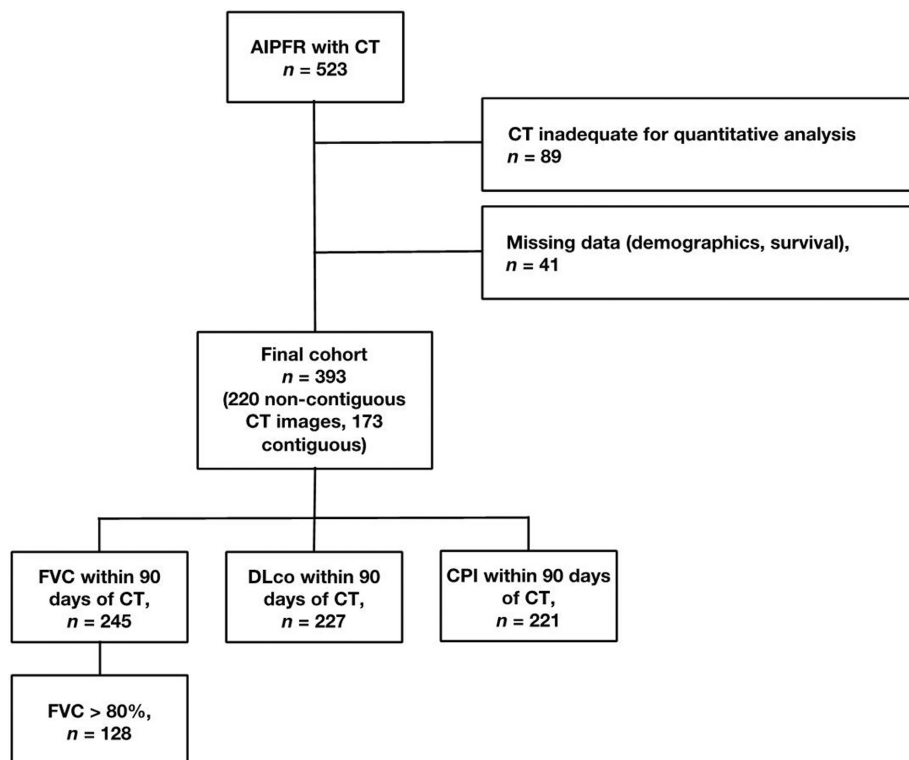 AIPFR with CT
n = 523
CT inadequate for quantitative analysis
n = 89
Missing data (demographics, survival),
n = 41
Final cohort
n = 393
(220 non-contiguous
CT images, 173
contiguous)
FVC within 90
days of CT,
n = 245
DLco within 90
days of CT,
n = 227
CPI within 90 days
of CT,
n = 221
FVC > 80%,
n = 128